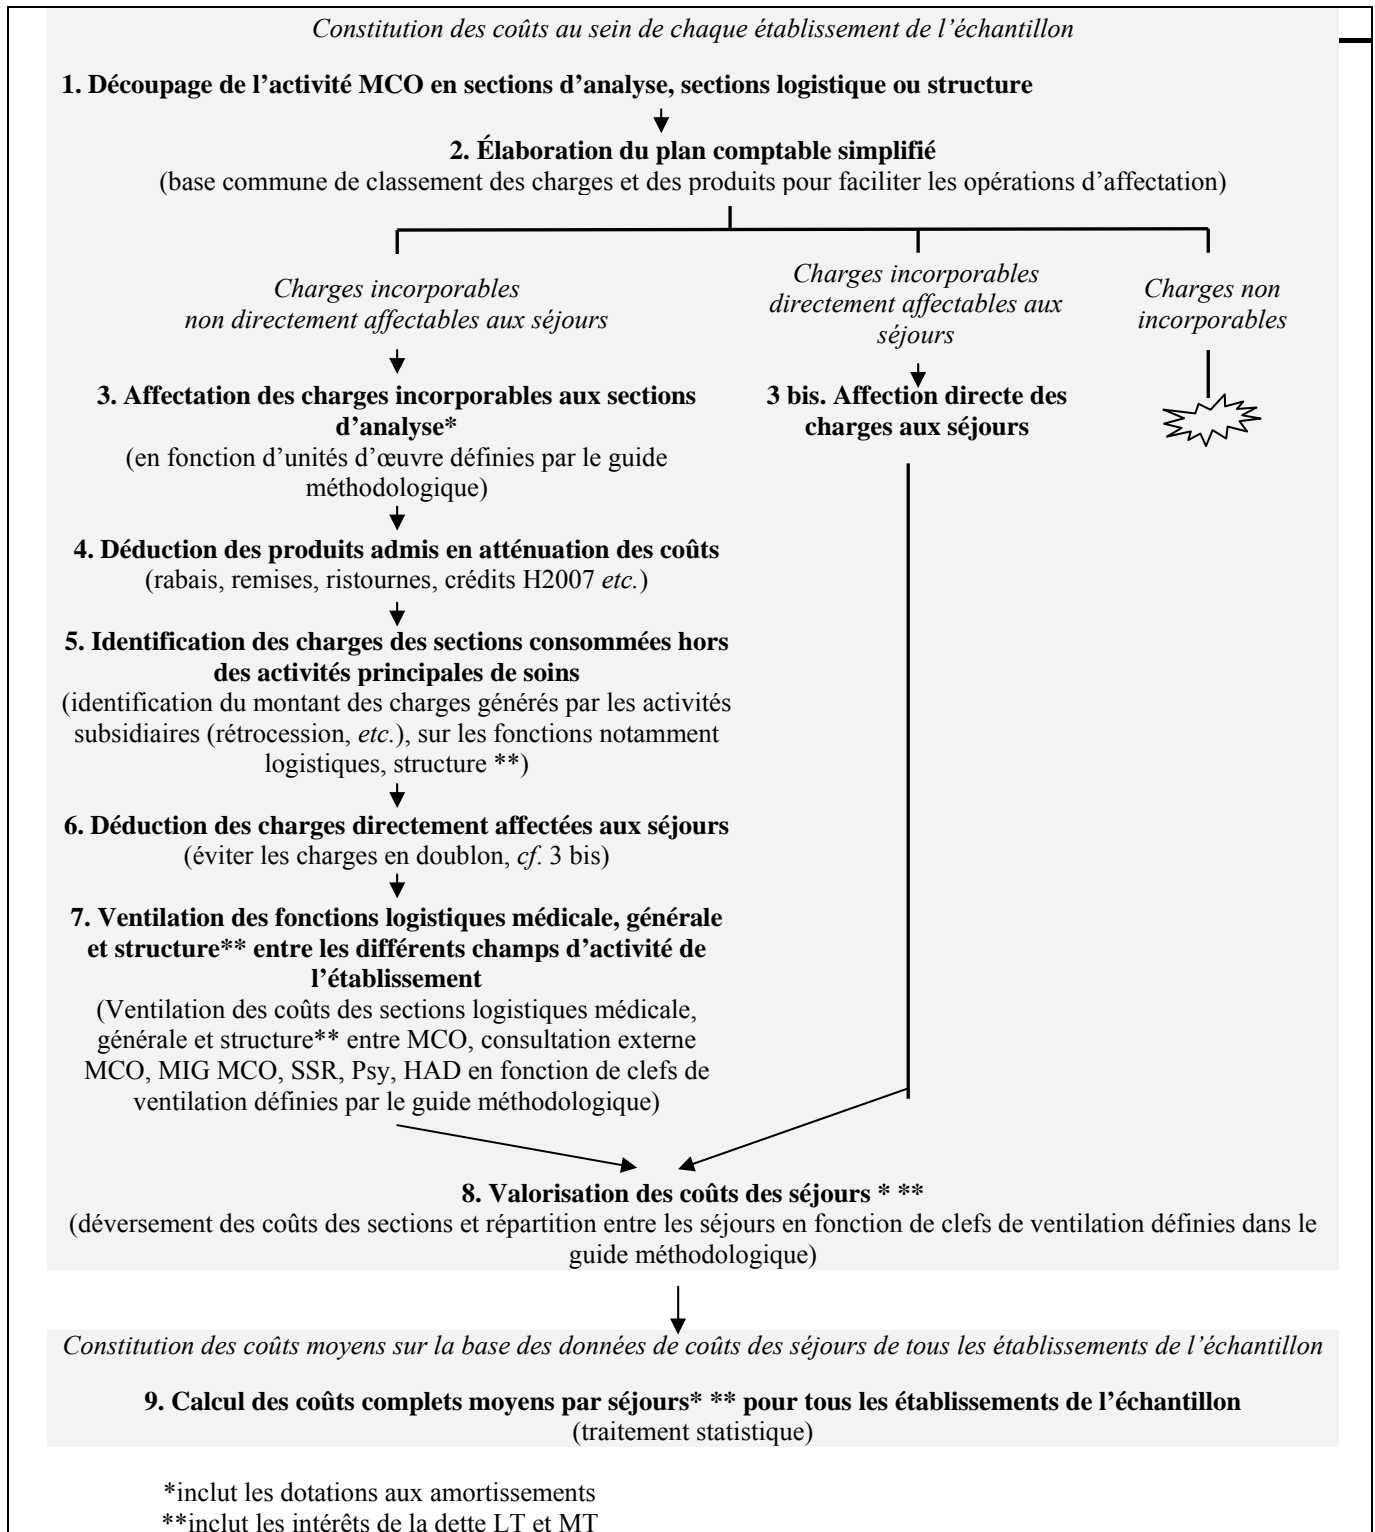 Constitution des coûts au sein de chaque établissement de l'échantillon
1. Découpage de l'activité MCO en sections d'analyse, sections logistique ou structure
2. Élaboration du plan comptable simplifié
(base commune de classement des charges et des produits pour faciliter les opérations d'affectation)
Charges incorporables
non directement affectables aux séjours
Charges incorporables
directement affectables aux
séjours
Charges non
incorporables
3. Affectation des charges incorporables aux sections
d'analyse*
(en fonction d'unités d'œuvre définies par le guide
méthodologique)
3 bis. Affection directe des
charges aux séjours
4. Déduction des produits admis en atténuation des coûts
(rabais, remises, ristournes, crédits H2007 etc.)
5. Identification des charges des sections consommées hors
des activités principales de soins
(identification du montant des charges générés par les activités
subsidiaires (rétrocession, etc.), sur les fonctions notamment
logistiques, structure **)
6. Déduction des charges directement affectées aux séjours
(éviter les charges en doublon, cf. 3 bis)
7. Ventilation des fonctions logistiques médicale, générale
et structure** entre les différents champs d'activité de
l'établissement
(Ventilation des coûts des sections logistiques médicale,
générale et structure** entre MCO, consultation externe
MCO, MIG MCO, SSR, Psy, HAD en fonction de clefs de
ventilation définies par le guide méthodologique)
8. Valorisation des coûts des séjours * **
(déversement des coûts des sections et répartition entre les séjours en fonction de clefs de ventilation définies dans le
guide méthodologique)
Constitution des coûts moyens sur la base des données de coûts des séjours de tous les établissements de l'échantillon
9. Calcul des coûts complets moyens par séjours* ** pour tous les établissements de l'échantillon
(traitement statistique)
*inclut les dotations aux amortissements
**inclut les intérêts de la dette LT et MT